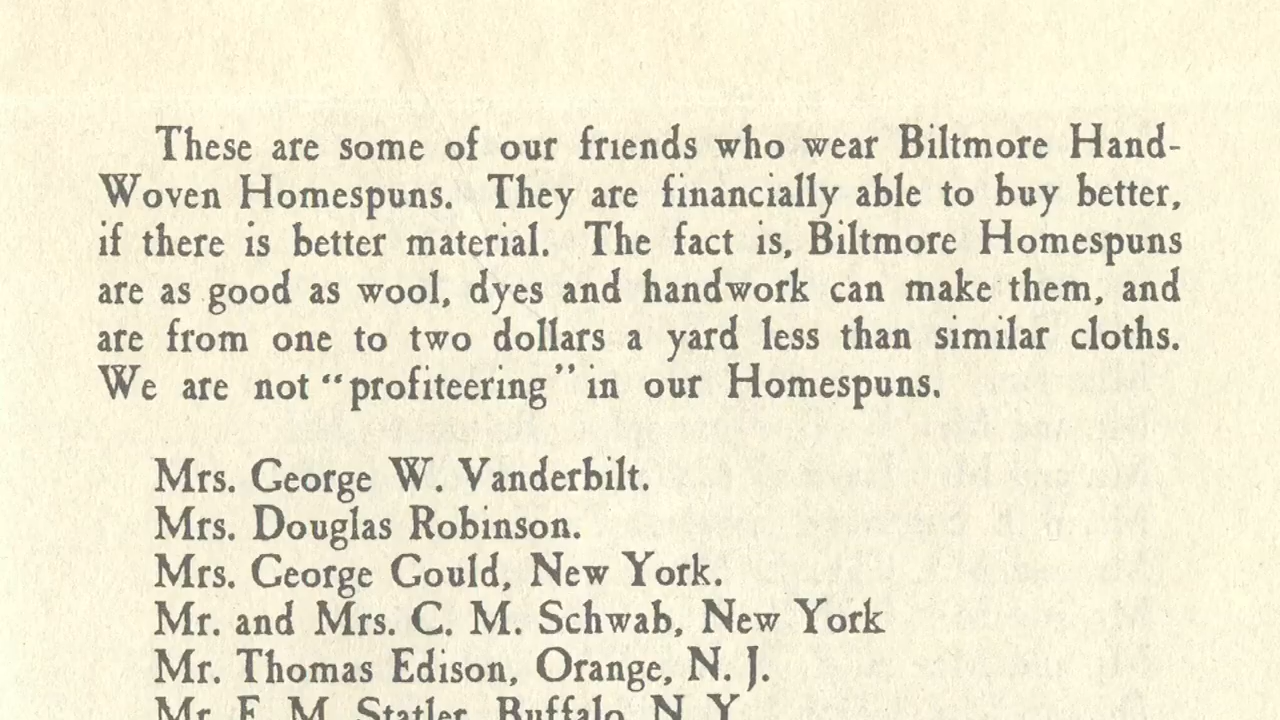 These are some of our friends who wear Biltmore Hand-
Woven Homespuns. They are financially able to buy better,
if there is better material. The fact is, Biltmore Homespuns
are as good as wool, dyes and handwork can make them, and
are from one to two dollars a yard less than similar cloths.
We are not "profiteering" in our Homespuns.
Mrs. George W. Vanderbilt.
Mrs. Douglas Robinson.
Mrs. George Gould, New York.
Mr. and Mrs. C. M. Schwab, New York
Mr. Thomas Edison, Orange, N. J.
Mr. E. M. Statler, Buffalo, N. Y.